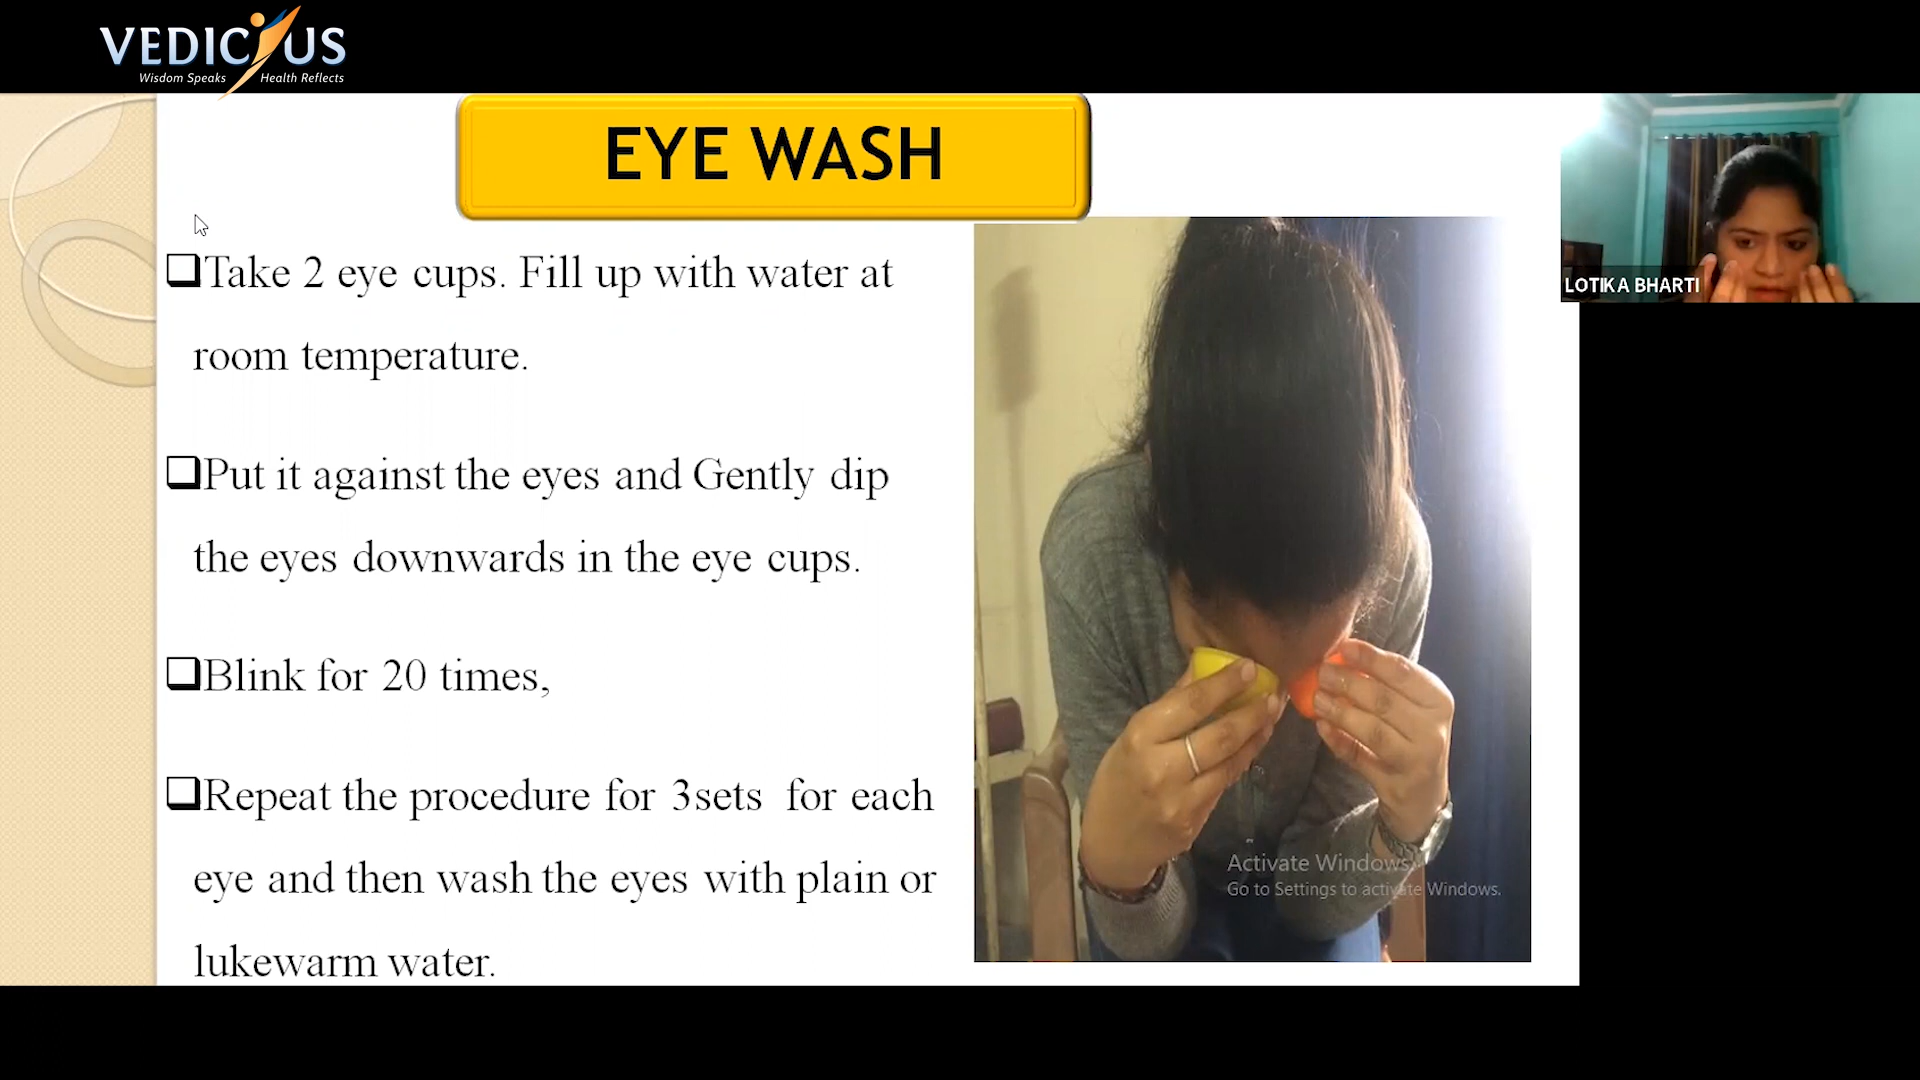 VEDICIUS
Wisdom Speaks Health Reflects
EYE WASH
Take 2 eye cups. Fill up with water at
room temperature.
Put it against the eyes and Gently dip
the eyes downwards in the eye cups.
Blink for 20 times,
Repeat the procedure for 3sets for each
eye and then wash the eyes with plain or
lukewarm water.
LOTIKA BHARTI
Activate Windows
Go to Settings to activate Windows.